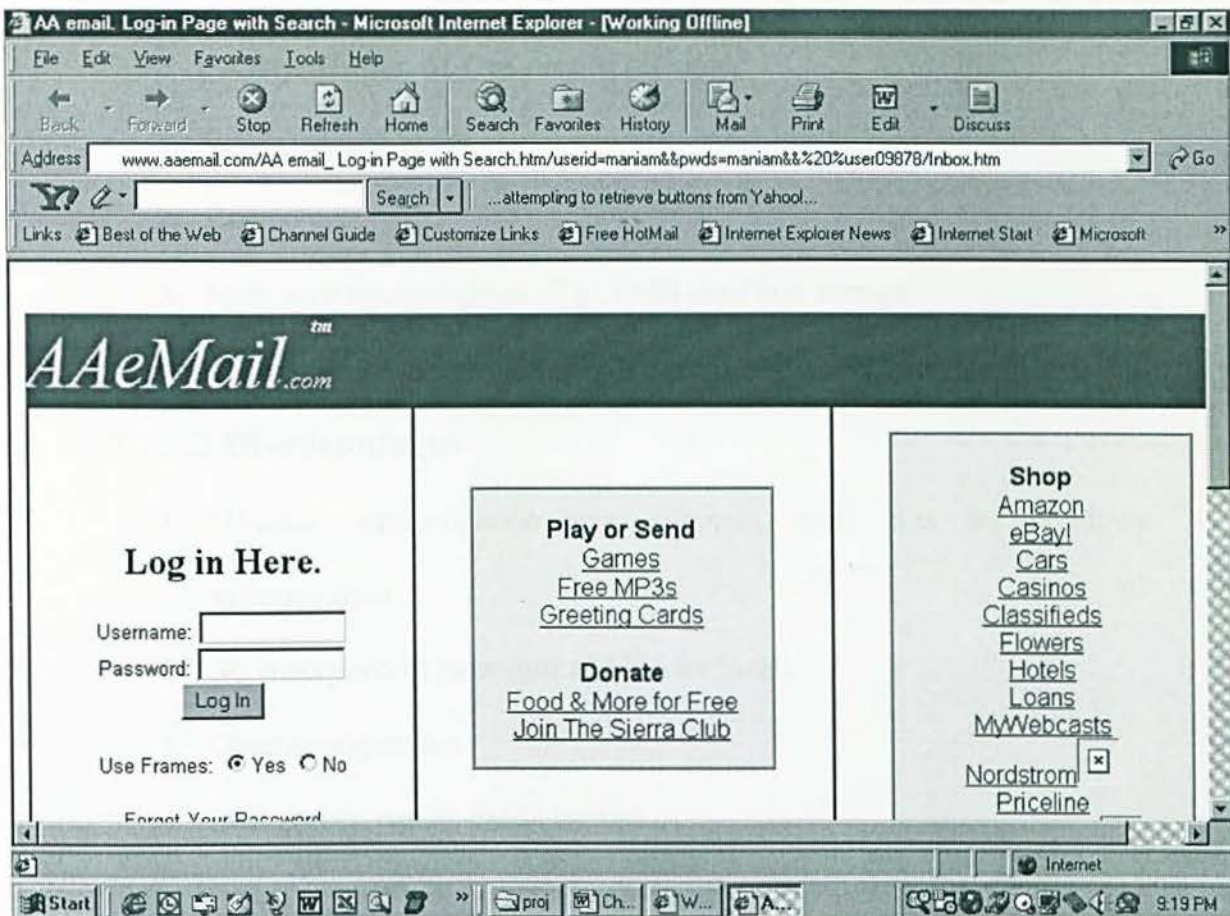 AA email. Log-in Page with Search - Microsoft Internet Explorer - [Working Offline]
File Edit View Favorites Tools Help
Back Forward Stop Refresh Home Search Favorites History Mail Print Edit Discuss
Address www.aaemail.com/AA email_ Log-in Page with Search.htm/userid=maniam&&pwds=maniam&&%20%user09878/Inbox.htm Go
Y? Search ...attempting to retrieve buttons from Yahoo!...
Links Best of the Web Channel Guide Customize Links Free HotMail Internet Explorer News Internet Start Microsoft »
AAeMail.com tm
Log in Here.
Username:
Password:
Log In
Use Frames: Yes No
Forgot Your Password
Play or Send
Games
Free MP3s
Greeting Cards
Donate
Food & More for Free
Join The Sierra Club
Shop
Amazon
eBay!
Cars
Casinos
Classifieds
Flowers
Hotels
Loans
MyWebcasts
Nordstrom
Priceline
Internet
Start » proj Ch... W... A... 9:19 PM